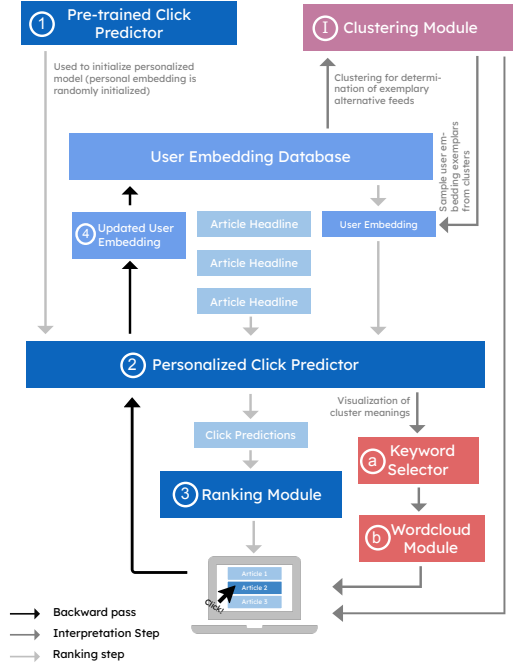 1
Pre-trained Click
Predictor
I
Clustering Module
Used to initialize personalized
model (personal embedding is
randomly initialized)
Clustering for determi-
nation of exemplary
alternative feeds
Sample user em-
bedding exemplars
from clusters
User Embedding Database
4
Updated User
Embedding
Article Headline
Article Headline
Article Headline
User Embedding
2
Personalized Click Predictor
Visualization of
cluster meanings
Click Predictions
a
Keyword
Selector
3
Ranking Module
b
Wordcloud
Module
Article 1
Article 2
Article 3
Click!
Backward pass
Interpretation Step
Ranking step